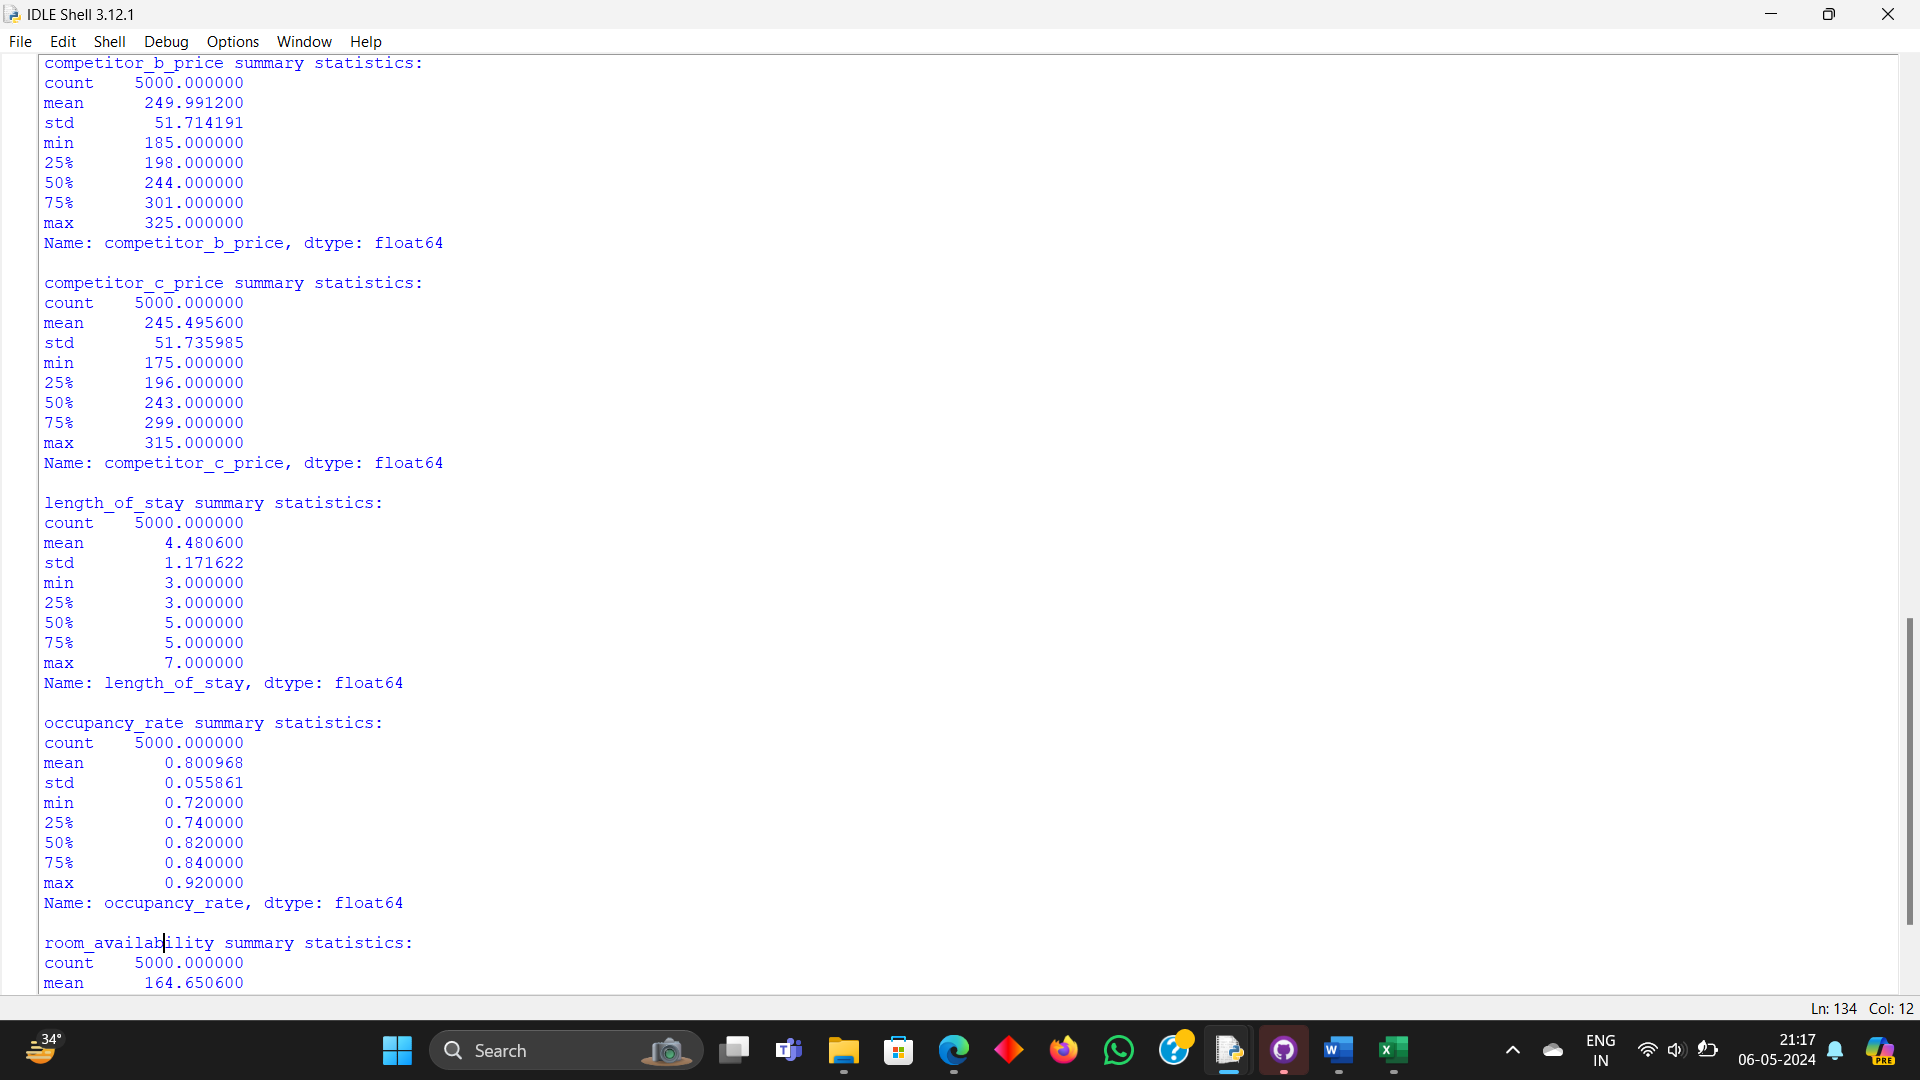 IDLE Shell 3.12.1
File Edit Shell Debug Options Window Help
competitor_b_price summary statistics:
count    5000.000000
mean      249.991200
std        51.714191
min       185.000000
25%       198.000000
50%       244.000000
75%       301.000000
max       325.000000
Name: competitor_b_price, dtype: float64
competitor_c_price summary statistics:
count    5000.000000
mean      245.495600
std        51.735985
min       175.000000
25%       196.000000
50%       243.000000
75%       299.000000
max       315.000000
Name: competitor_c_price, dtype: float64
length_of_stay summary statistics:
count    5000.000000
mean        4.480600
std         1.171622
min         3.000000
25%         3.000000
50%         5.000000
75%         5.000000
max         7.000000
Name: length_of_stay, dtype: float64
occupancy_rate summary statistics:
count    5000.000000
mean        0.800968
std         0.055861
min         0.720000
25%         0.740000
50%         0.820000
75%         0.840000
max         0.920000
Name: occupancy_rate, dtype: float64
room_availability summary statistics:
count    5000.000000
mean      164.650600
Ln: 134 Col: 12
34°
Search
ENG
IN
21:17
06-05-2024
PRE